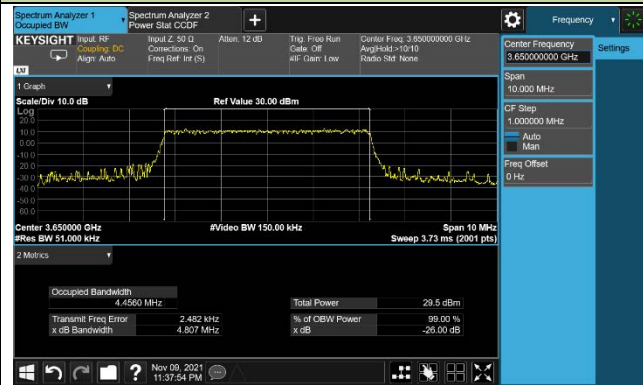 Spectrum Analyzer 1
Occupied BW
Spectrum Analyzer 2
Power Stat CCDF
Frequency
KEYSIGHT
Input: RF
Coupling: DC
Align: Auto
Input Z: 50 Ω
Corrections: On
Freq Ref: Int (S)
Atten: 12 dB
Trig: Free Run
Gate: Off
#IF Gain: Low
Center Freq: 3.650000000 GHz
Avg|Hold:>10/10
Radio Std: None
LXI
Center Frequency
3.650000000 GHz
Settings
Span
10.000 MHz
CF Step
1.000000 MHz
Auto
Man
Freq Offset
0 Hz
1 Graph
Scale/Div 10.0 dB
Ref Value 30.00 dBm
Log
20.0
10.0
0.00
-10.0
-20.0
-30.0
-40.0
-50.0
-60.0
Center 3.650000 GHz
#Video BW 150.00 kHz
Span 10 MHz
#Res BW 51.000 kHz
Sweep 3.73 ms (2001 pts)
2 Metrics
Occupied Bandwidth
4.4560 MHz
Total Power 29.5 dBm
Transmit Freq Error 2.482 kHz
% of OBW Power 99.00 %
x dB Bandwidth 4.807 MHz
x dB -26.00 dB
Nov 09, 2021
11:37:54 PM